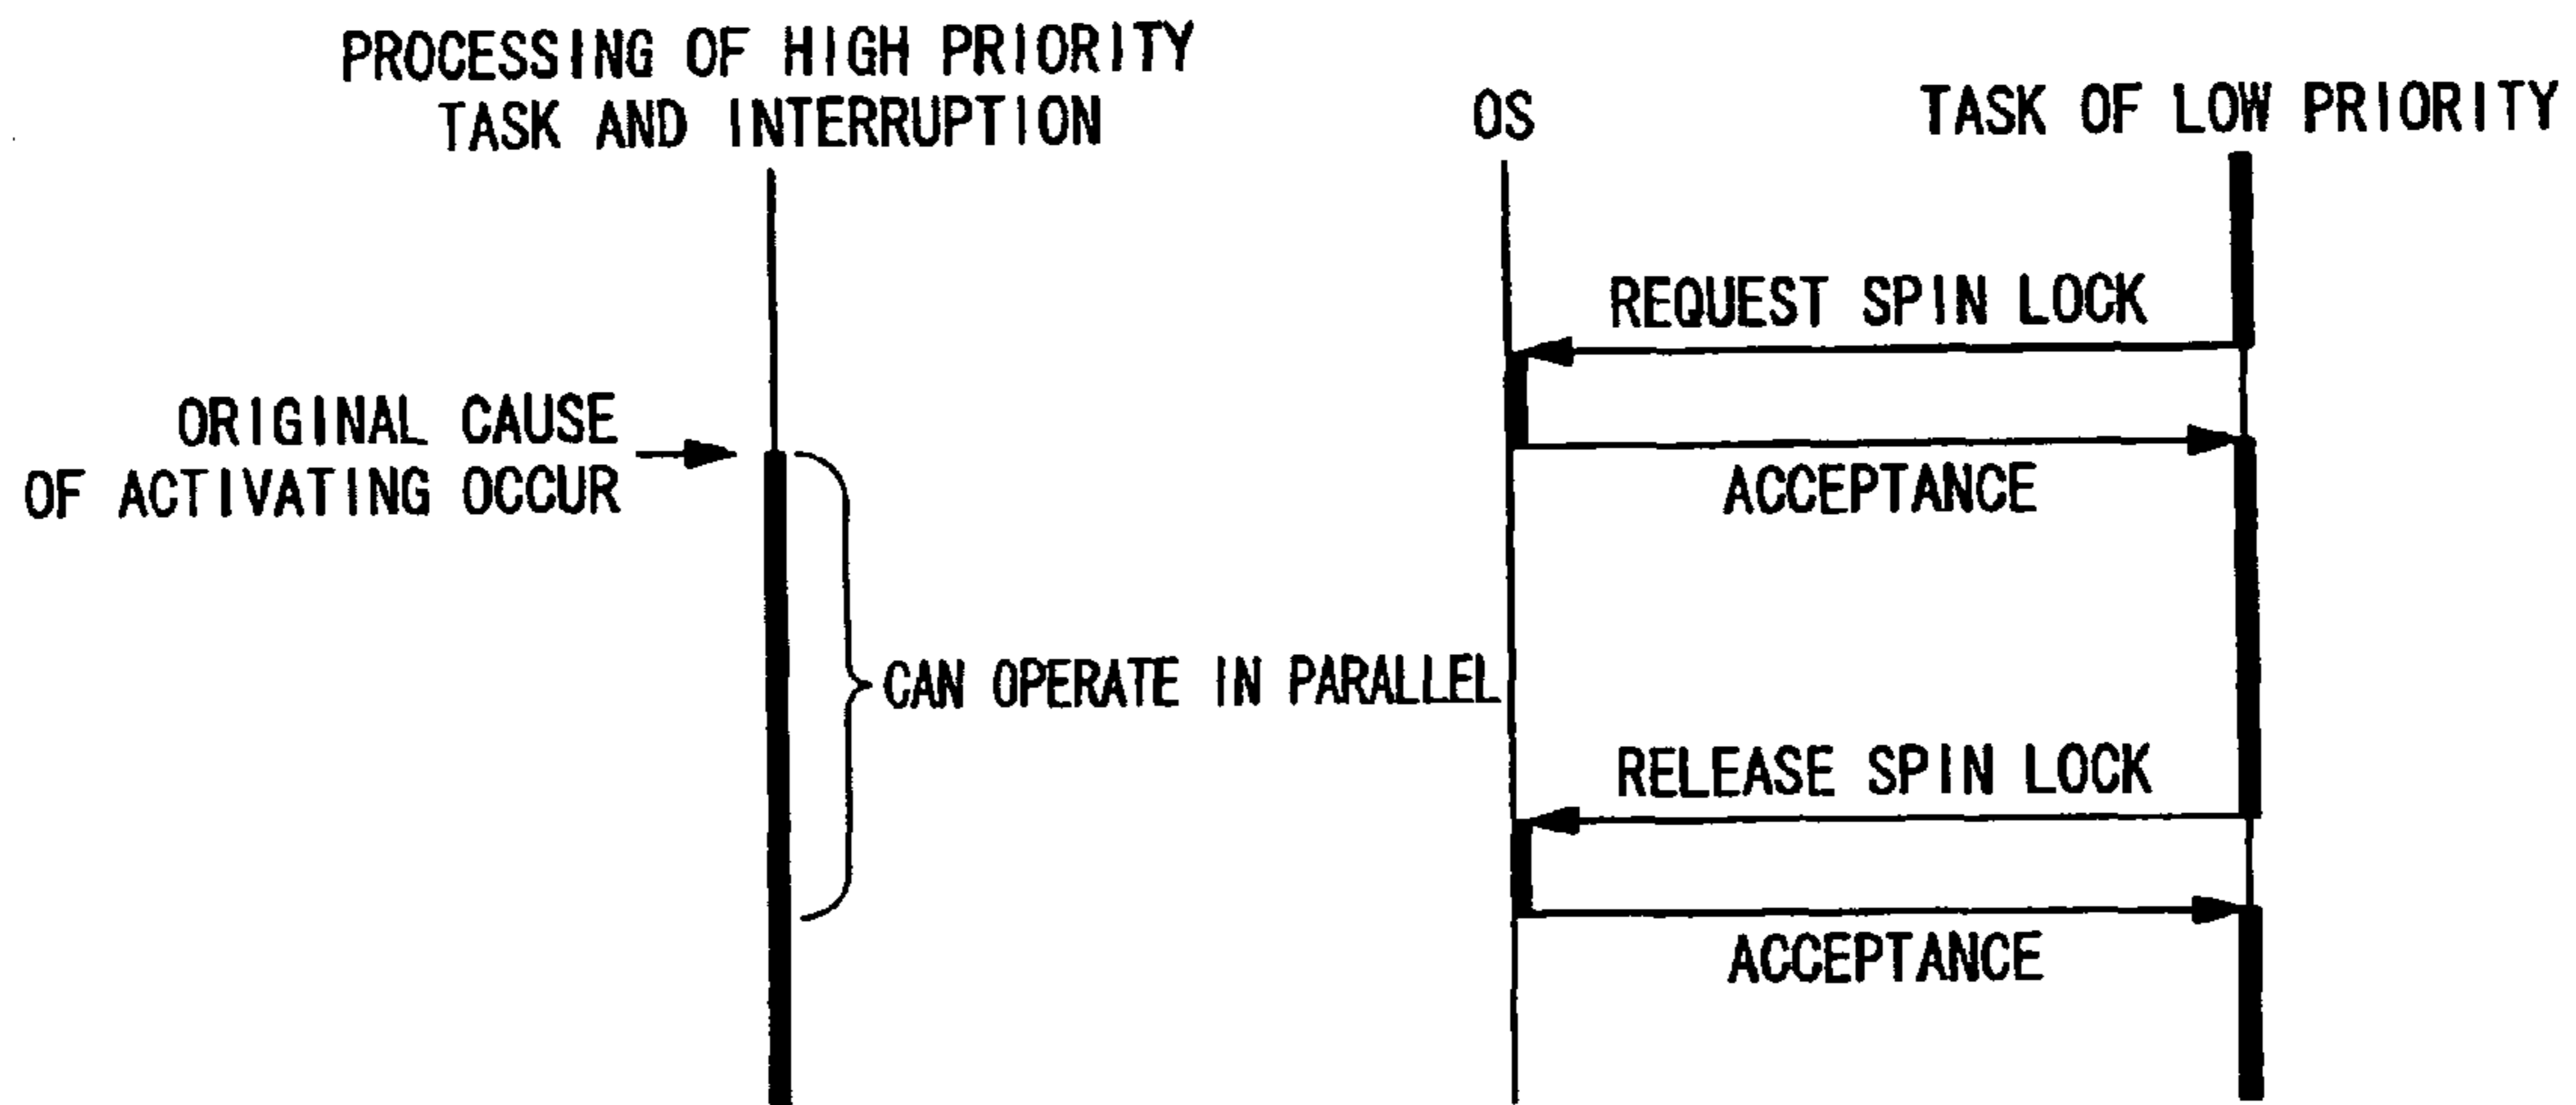 PROCESSING OF HIGH PRIORITY
TASK AND INTERRUPTION
OS
TASK OF LOW PRIORITY
REQUEST SPIN LOCK
ORIGINAL CAUSE
OF ACTIVATING OCCUR
ACCEPTANCE
CAN OPERATE IN PARALLEL
RELEASE SPIN LOCK
ACCEPTANCE